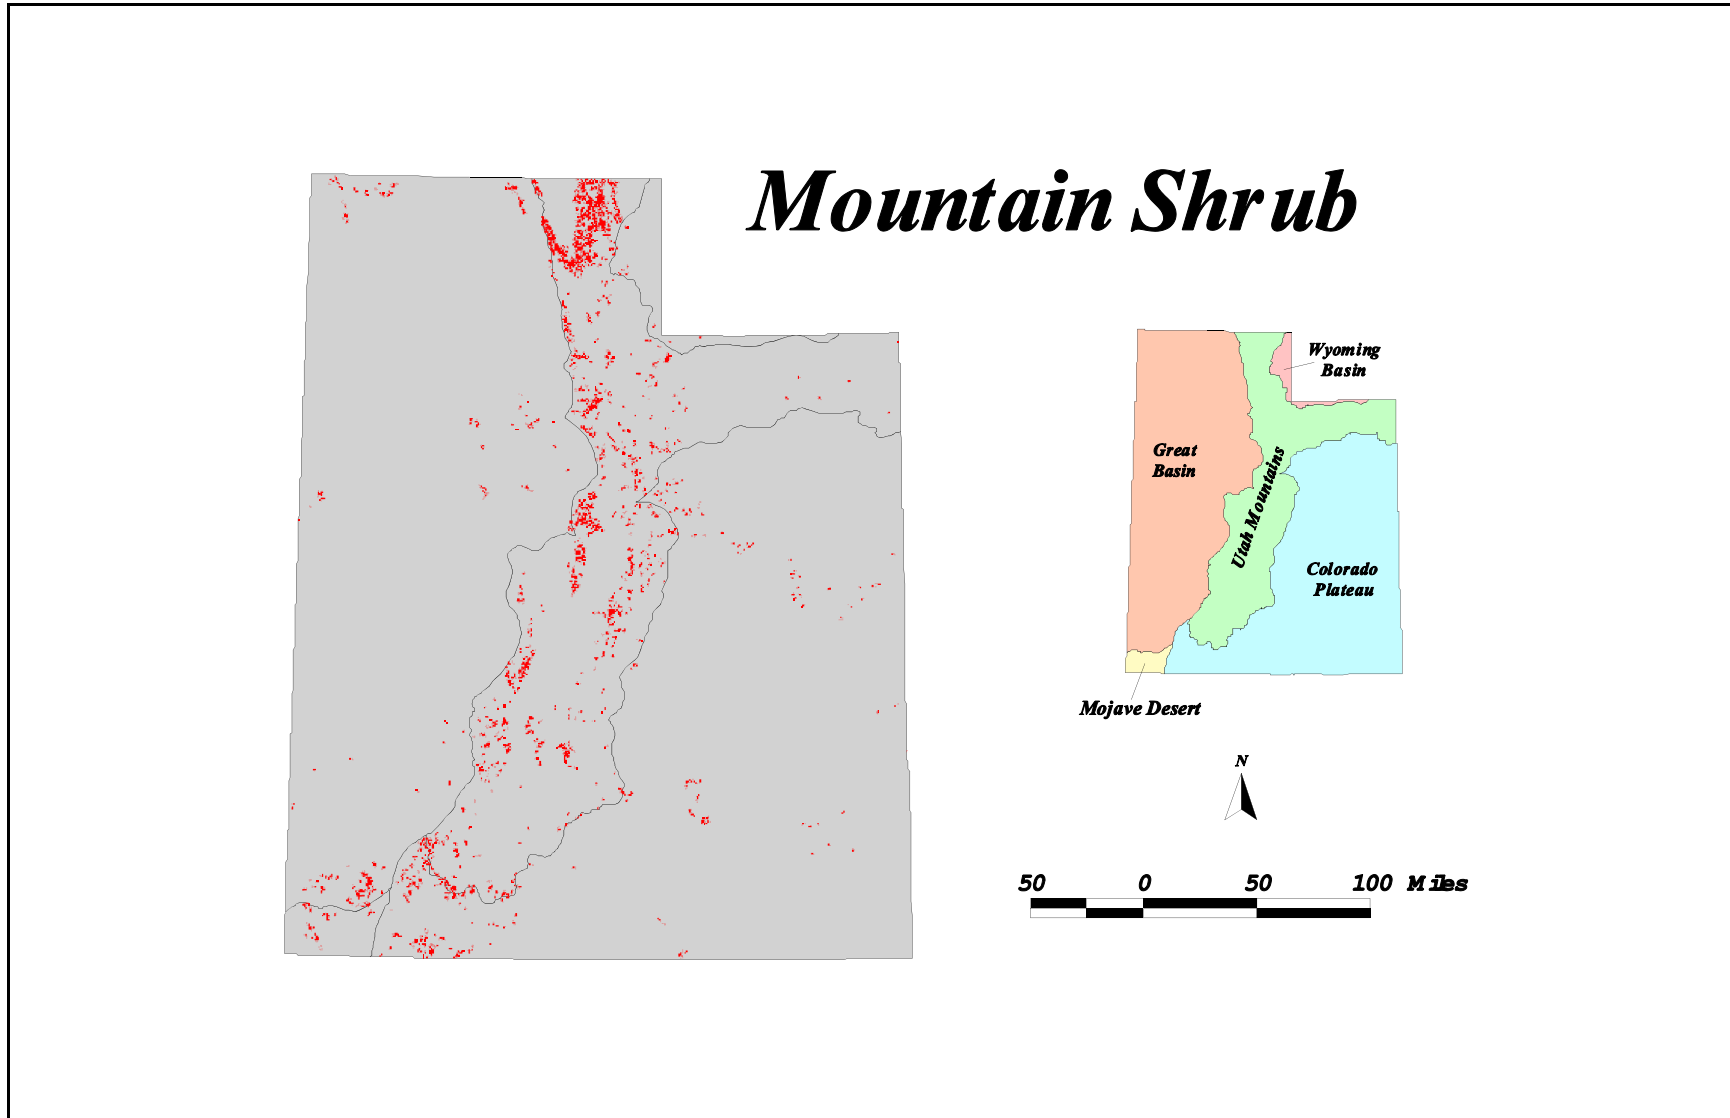 Mountain Shrub
Wyoming
Basin
Great
Basin
Utah Mountains
Colorado
Plateau
Mojave Desert
N
50 0 50 100 Miles